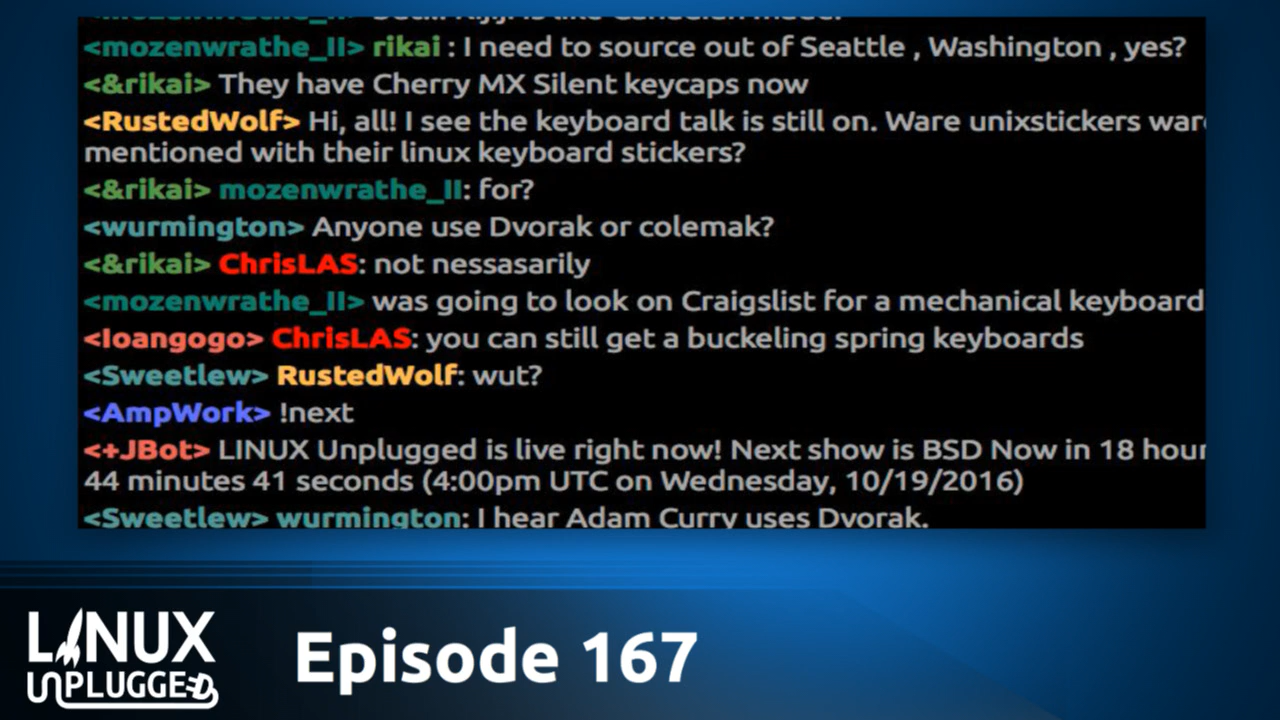 <mozenwrathe_II> rikai : I need to source out of Seattle , Washington , yes?
<&rikai> They have Cherry MX Silent keycaps now
<RustedWolf> Hi, all! I see the keyboard talk is still on. Ware unixstickers
mentioned with their linux keyboard stickers?
<&rikai> mozenwrathe_II: for?
<wurmington> Anyone use Dvorak or colemak?
<&rikai> ChrisLAS: not nessasarily
<mozenwrathe_II> was going to look on Craigslist for a mechanical keyboard
<Ioangogo> ChrisLAS: you can still get a buckeling spring keyboards
<Sweetlew> RustedWolf: wut?
<AmpWork> !next
<+JBot> LINUX Unplugged is live right now! Next show is BSD Now in 18
44 minutes 41 seconds (4:00pm UTC on Wednesday, 10/19/2016)
<Sweetlew> wurmington: I hear Adam Curry uses Dvorak.
LINUX
UNPLUGGED
Episode 167